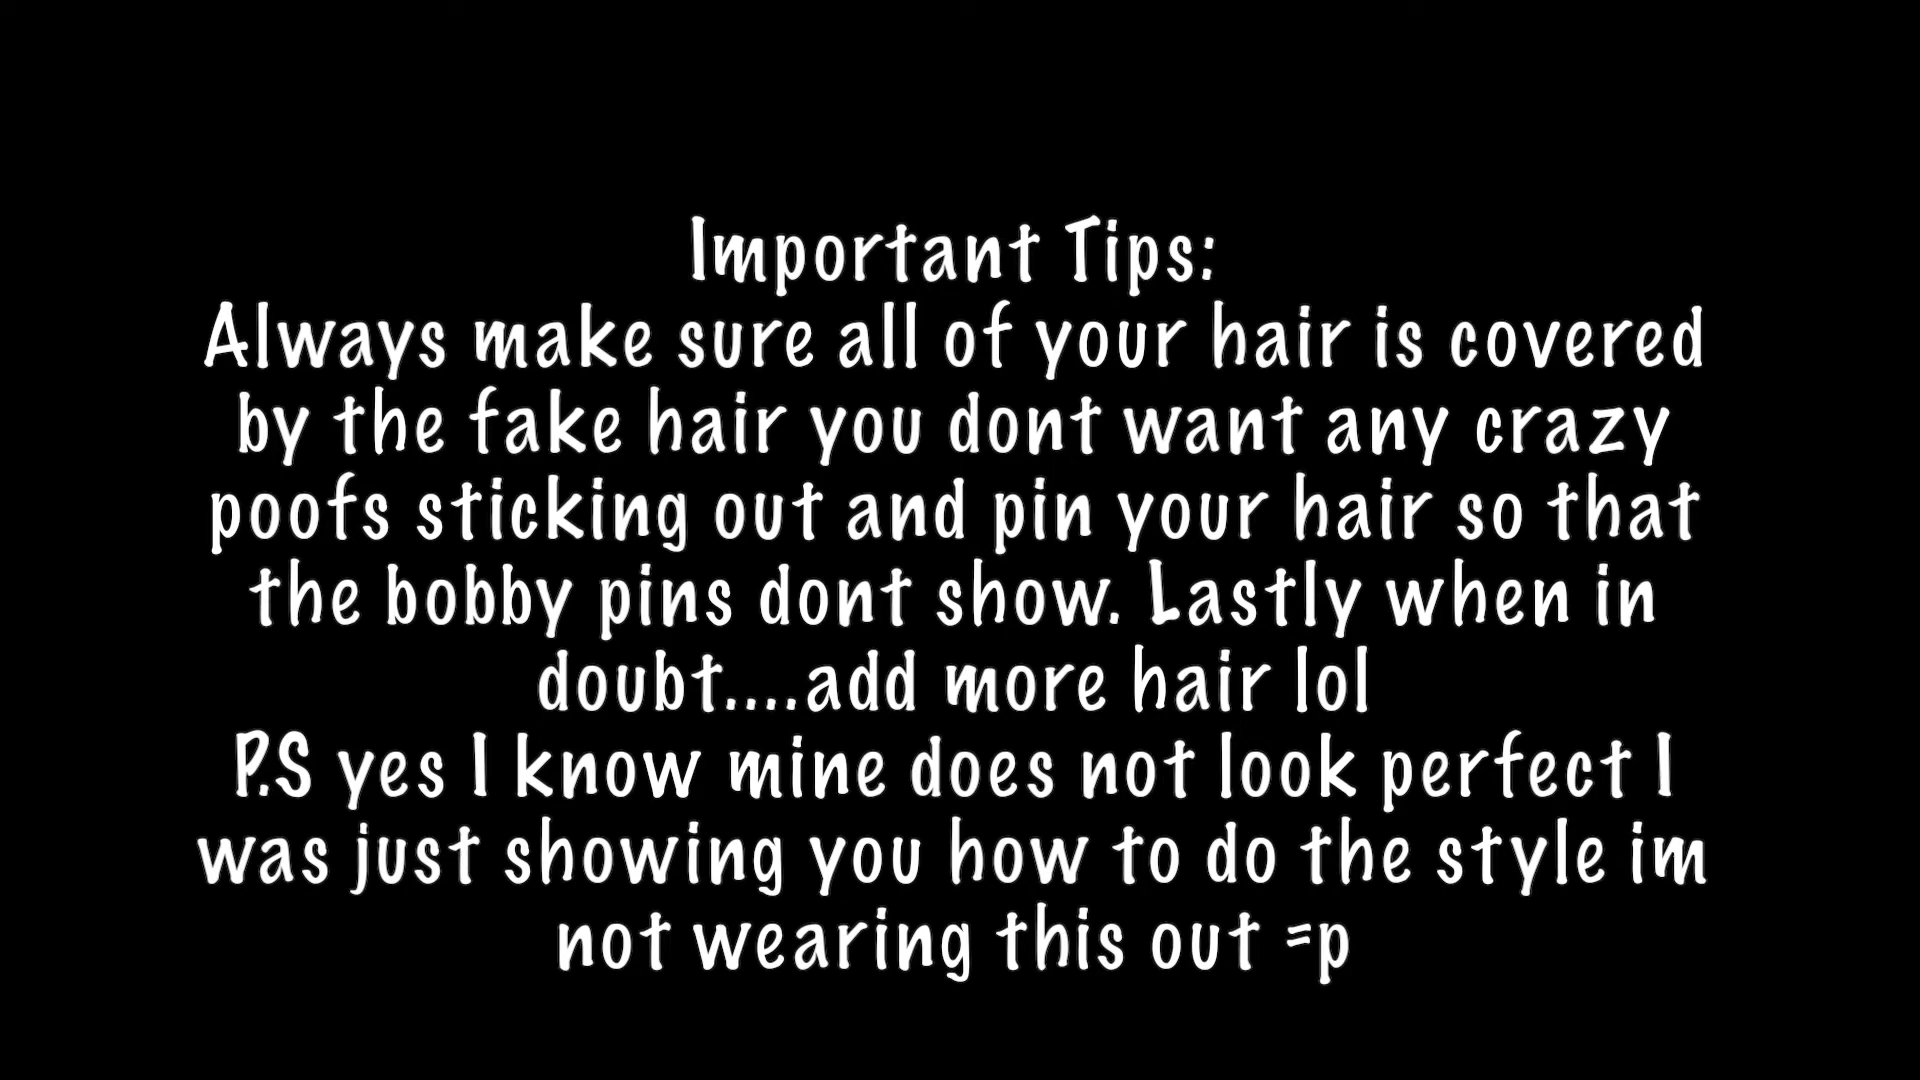 Important Tips:
Always make sure all of your hair is covered
by the fake hair you dont want any crazy
poofs sticking out and pin your hair so that
the bobby pins dont show. Lastly when in
doubt....add more hair lol
P.S yes I know mine does not look perfect I
was just showing you how to do the style im
not wearing this out =p